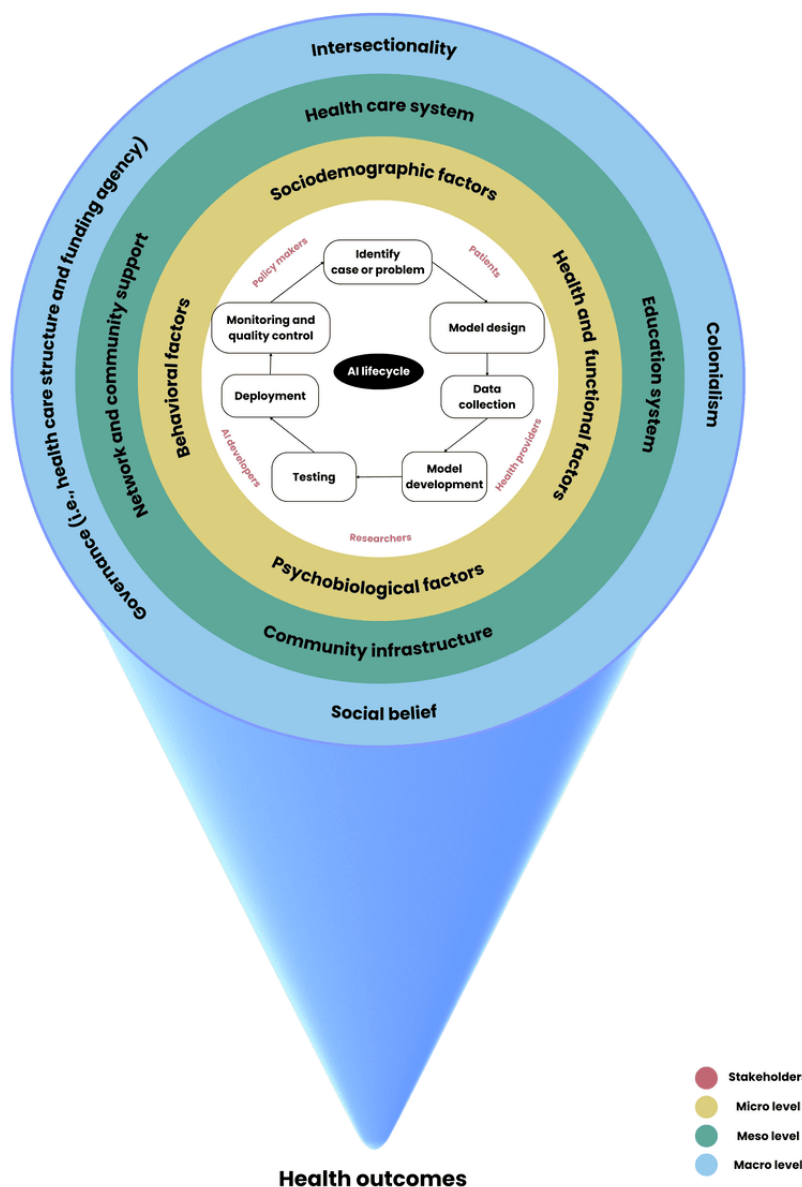 Intersectionality
Health care system
Sociodemographic factors
Governance (i.e., health care structure and funding agency)
Network and community support
Behavioral factors
Health and functional factors
Education system
Colonialism
Policy makers
Patients
Identify
case or problem
Monitoring and
quality control
Model design
AI lifecycle
Deployment
Data
collection
AI developers
Health providers
Testing
Model
development
Researchers
Psychobiological factors
Community infrastructure
Social belief
Health outcomes
Stakeholders
Micro level
Meso level
Macro level